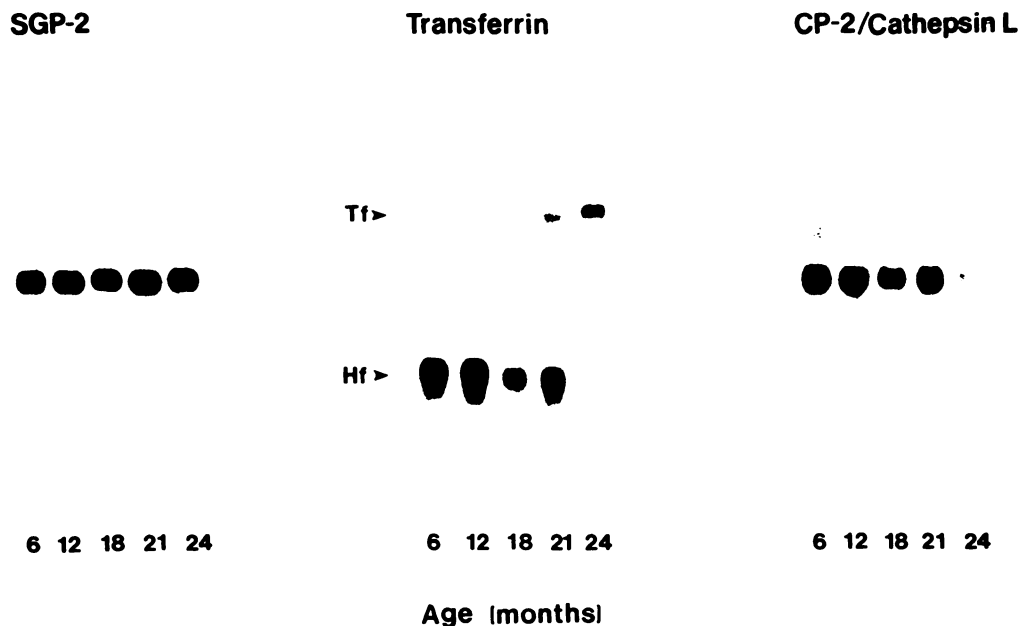 SGP-2 Transferrin CP-2/Cathepsin L
Tf➤
Hf➤
6 12 18 21 24 6 12 18 21 24 6 12 18 21 24
Age (months)